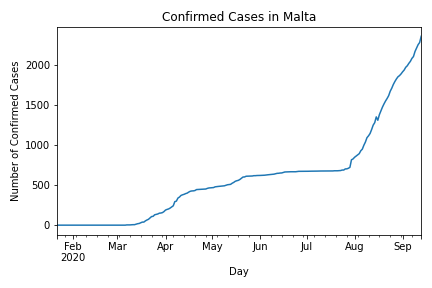 Confirmed Cases in Malta
Number of Confirmed Cases
2000
1500
1000
500
0
Feb Mar Apr May Jun Jul Aug Sep
2020
Day